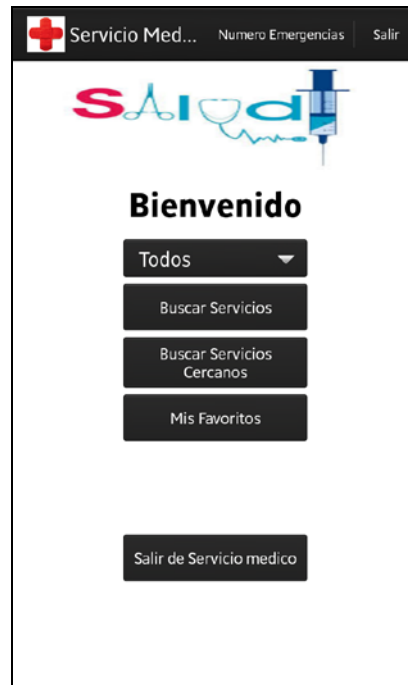 Servicio Med... Numero Emergencias Salir
Salud
Bienvenido
Todos
Buscar Servicios
Buscar Servicios
Cercanos
Mis Favoritos
Salir de Servicio medico